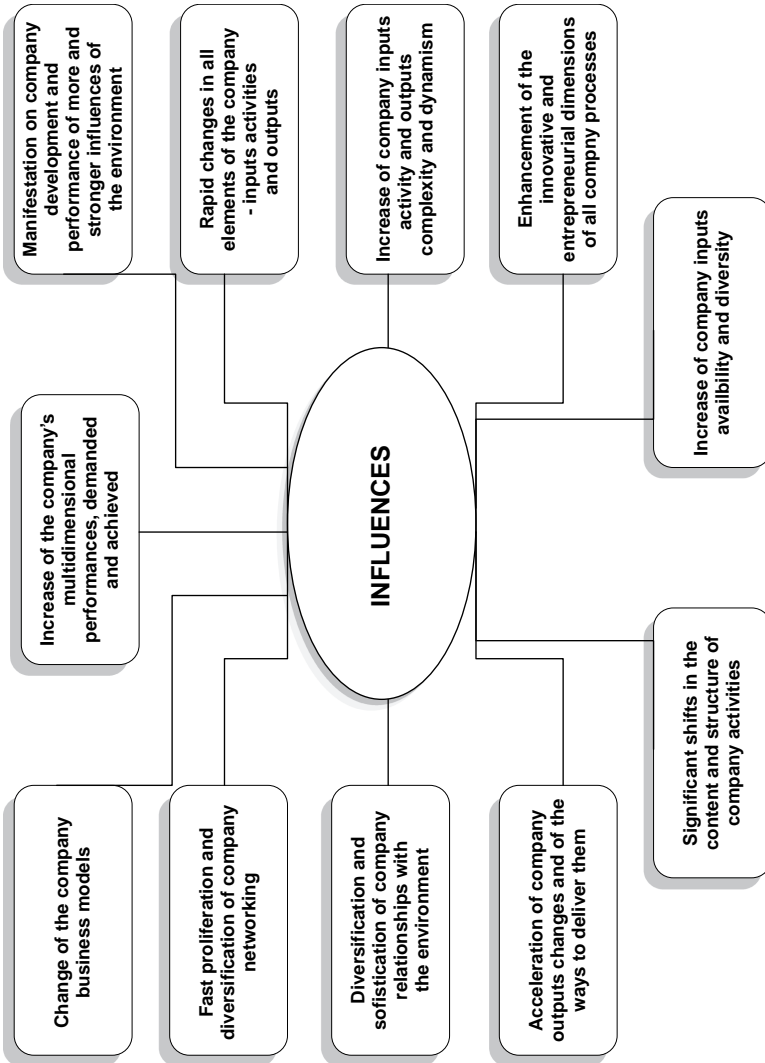 Change of the company
business models
Increase of the company's
multidimensional
performances, demanded
and achieved
Manifestation on company
development and
performance of more and
stronger influences of
the environment
Fast proliferation and
diversification of company
networking
Rapid changes in all
elements of the company
- inputs activities
and outputs
Diversification and
sofistication of company
relationships with
the environment
INFLUENCES
Increase of company inputs
activity and outputs
complexity and dynamism
Acceleration of company
outputs changes and of the
ways to deliver them
Enhancement of the
innovative and
entrepreneurial dimensions
of all compny processes
Significant shifts in the
content and structure of
company activities
Increase of company inputs
availbility and diversity